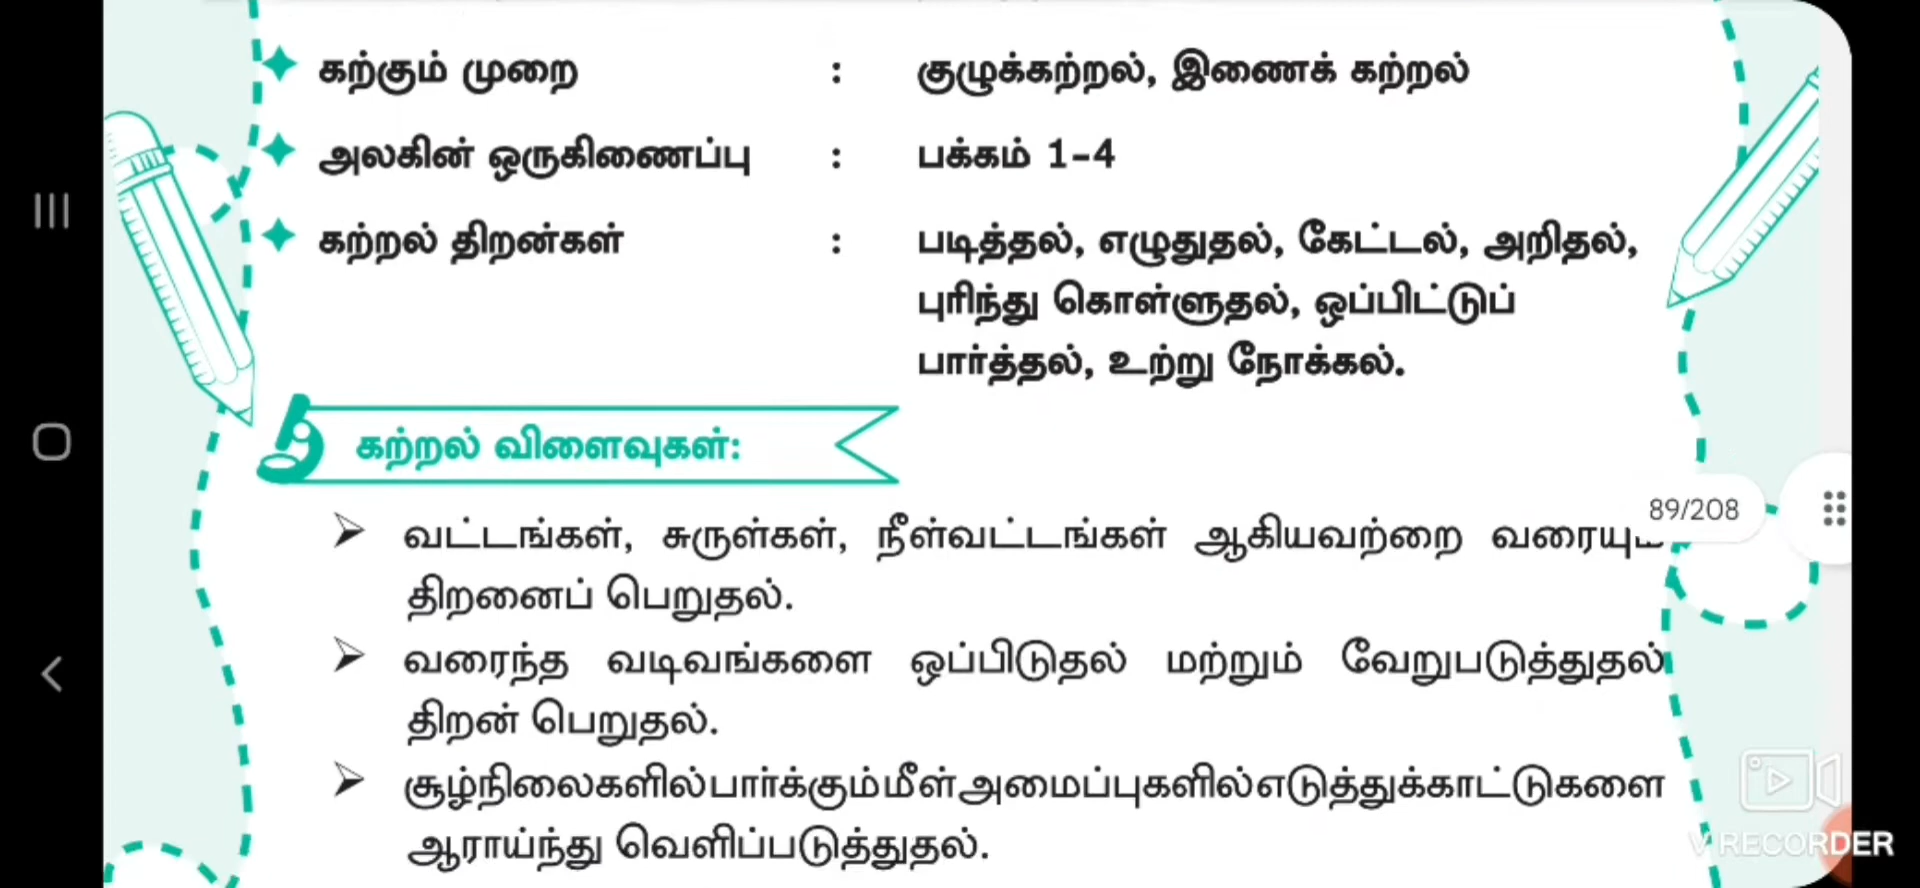 கற்கும் முறை : குழுக்கற்றல், இணைக் கற்றல்
அலகின் ஒருகிணைப்பு : பக்கம் 1-4
கற்றல் திறன்கள் : படித்தல், எழுதுதல், கேட்டல், அறிதல்,
புரிந்து கொள்ளுதல், ஒப்பிட்டுப்
பார்த்தல், உற்று நோக்கல்.
கற்றல் விளைவுகள்:
89/208
வட்டங்கள், சுருள்கள், நீள்வட்டங்கள் ஆகியவற்றை வரையும்
திறனைப் பெறுதல்.
வரைந்த வடிவங்களை ஒப்பிடுதல் மற்றும் வேறுபடுத்துதல்
திறன் பெறுதல்.
சூழ்நிலைகளில் பார்க்கும் மீள் அமைப்புகளில் எடுத்துக்காட்டுகளை
ஆராய்ந்து வெளிப்படுத்துதல்.
V RECORDER